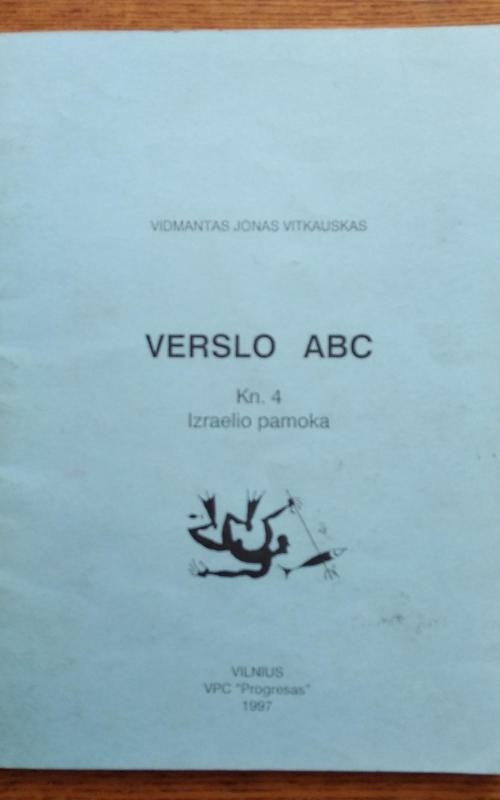 VIDMANTAS JONAS VITKAUSKAS
VERSLO ABC
Kn. 4
Izraelio pamoka
VILNIUS
VPC "Progresas"
1997